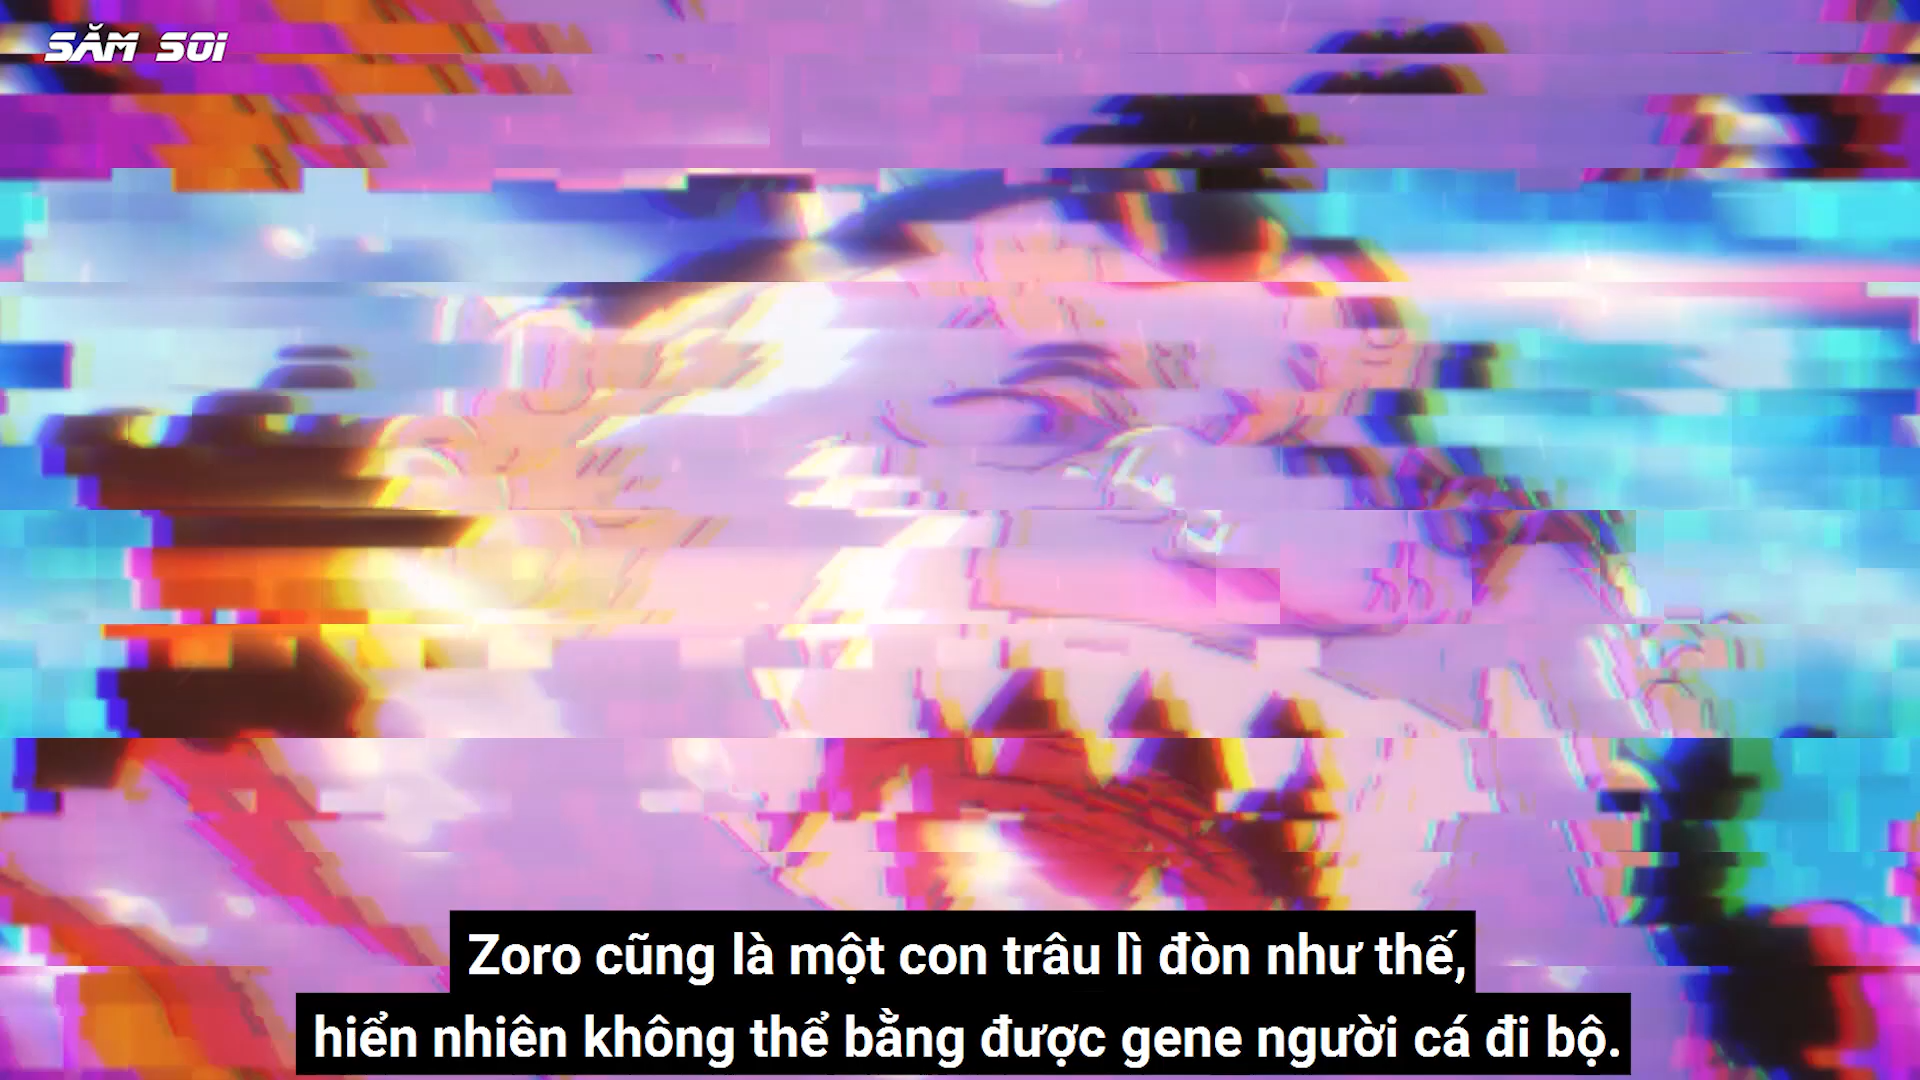 SĂM SOI
Zoro cũng là một con trâu lì đòn như thế,
hiển nhiên không thể bằng được gene người cá đi bộ.